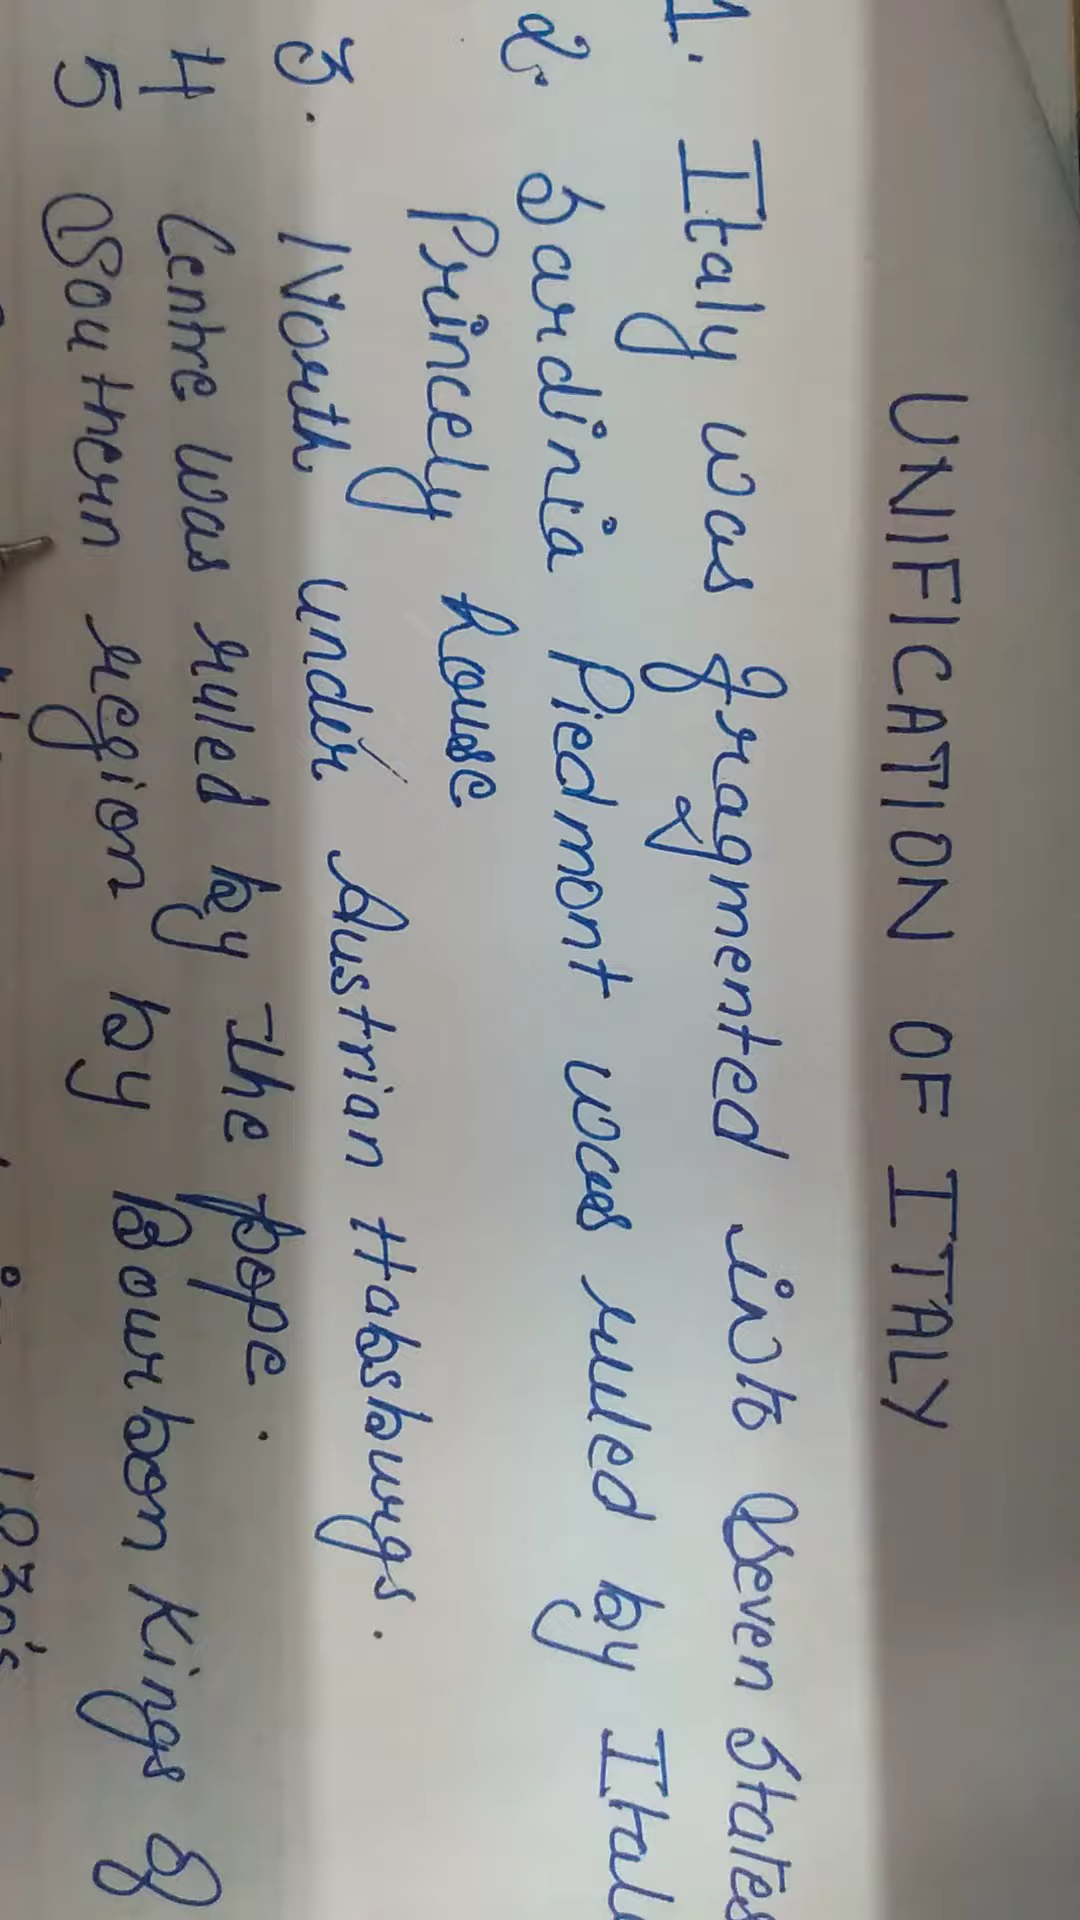 UNIFICATION OF ITALY
1. Italy was fragmented into seven States
2. Sardinia Piedmont was ruled by
Princely house
3. North under Austrian Habsburgs.
4 Centre was ruled by the pope.
5 Southern region by Bourbon Kings of
1830's